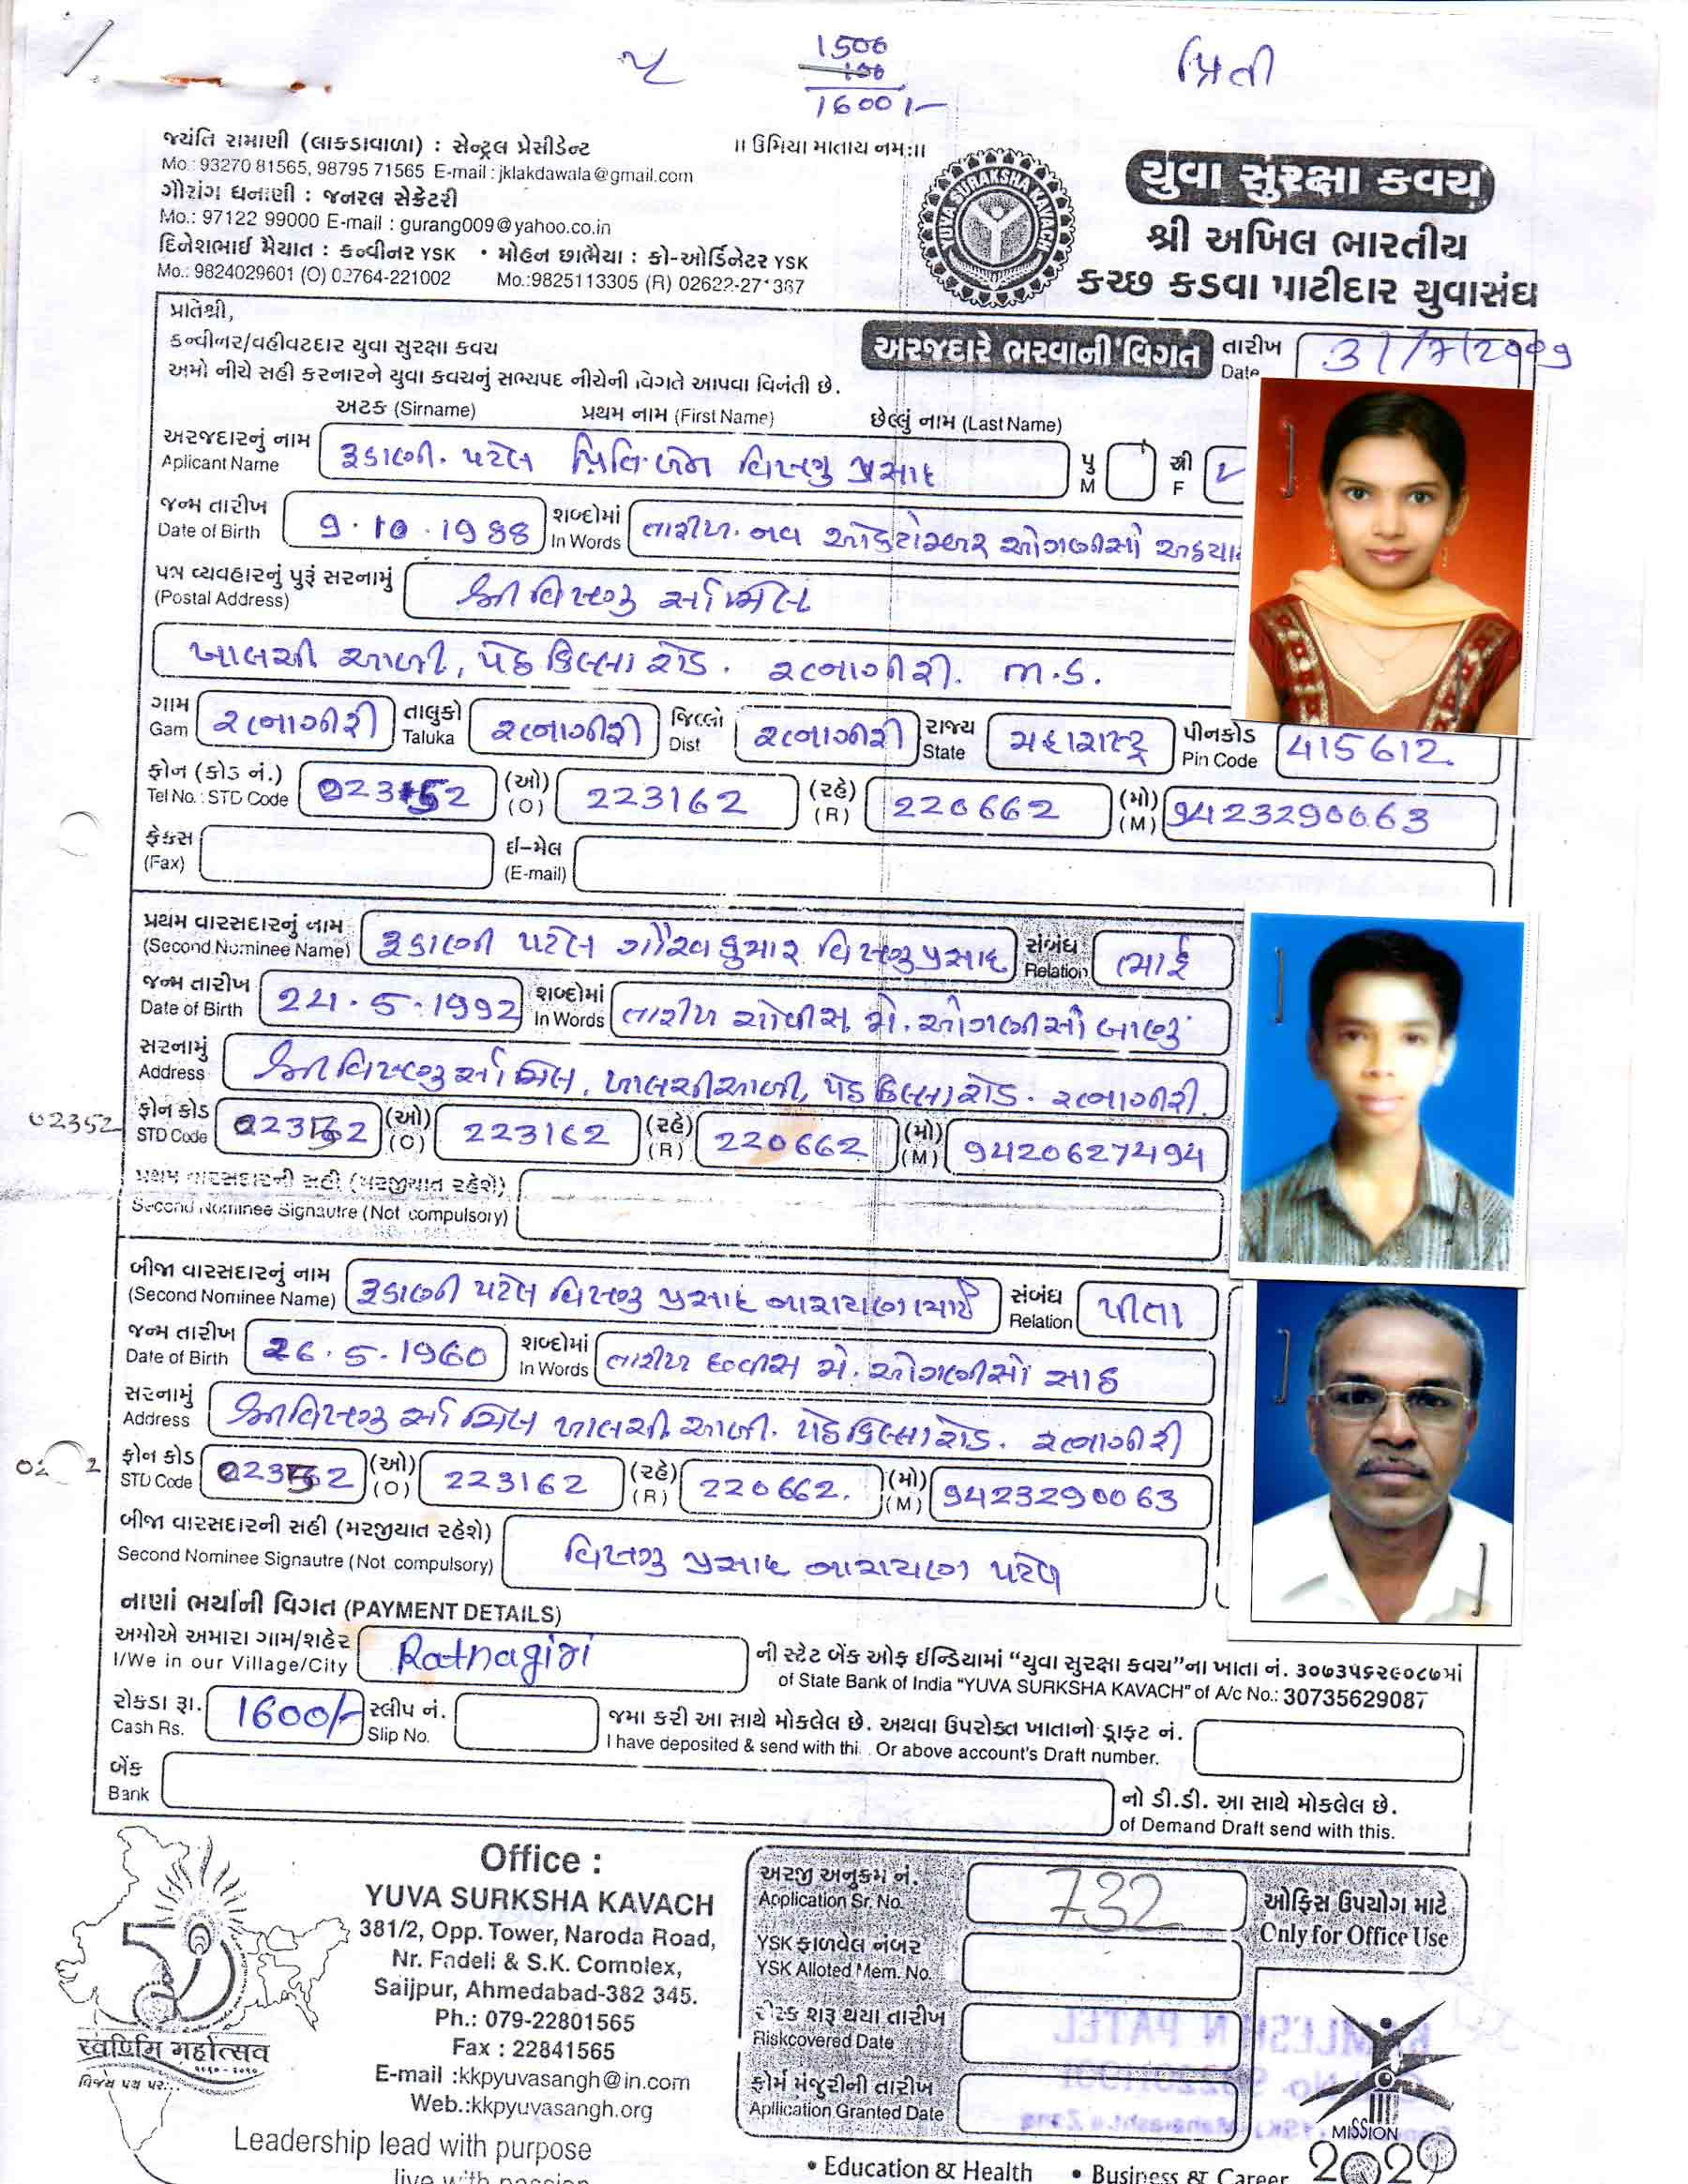 1500
100
1600/-
પ્રિતી
જયંતિ રામાણી (લાકડાવાળા) : સેન્ટ્રલ પ્રેસીડેન્ટ
Mo.: 93270 81565, 98795 71565 E-mail : jklakdawala@gmail.com
ગૌરાંગ ધનાણી : જનરલ સેક્રેટરી
Mo.: 97122 99000 E-mail : gurang009@yahoo.co.in
દિનેશભાઈ મૈયાત : કન્વીનર YSK • મોહન છાભૈયા : કો-ઓર્ડિનેટર YSK
Mo.: 9824029601 (O) 02764-221002 Mo.:9825113305 (R)
॥ ઉમિયા માતાય નમઃ॥
YUVA SURAKSHA KAVACH
યુવા સુરક્ષા કવચ
શ્રી અખિલ ભારતીય
કચ્છ કડવા પાટીદાર યુવાસંઘ
પ્રતિશ્રી,
કન્વીનર/વહીવટદાર યુવા સુરક્ષા કવચ
અમો નીચે સહી કરનારને યુવા કવચનું સભ્યપદ નીચેની વિગતે આપવા વિનંતી છે.
અરજદારે ભરવાની વિગત
તારીખ 31/7/2009
Date
અટક (Sirname) પ્રથમ નામ (First Name) છેલ્લું નામ (Last Name)
અરજદારનું નામ રૂડાણી. પટેલ પ્રિતિબેન વિષ્ણુ પ્રસાદ પુ સ્રી
Aplicant Name M F
જન્મ તારીખ 9.10.1988 શબ્દોમાં તારીખ. નવ ઓક્ટોમ્બર ઓગણીસો
Date of Birth In Words
પત્ર વ્યવહારનું પુરૂં સરનામું શ્રી વિષ્ણુ સૉ મિલ
(Postal Address)
ખાલચી આળી, પેઠ કિલ્લા રોડ. રત્નાગીરી. M.S.
ગામ રત્નાગીરી તાલુકો રત્નાગીરી જિલ્લો રત્નાગીરી રાજ્ય મહારાષ્ટ્ર પીનકોડ 415612.
Gam Taluka Dist State Pin Code
ફોન (કોડ નં.) 02352 (ઓ) 223162 (રહે) 220662 (મો) 9423290063
Tel No. : STD Code (O) (R) (M)
ફેક્સ ઈ-મેલ
(Fax) (E-mail)
પ્રથમ વારસદારનું નામ રૂડાણી પટેલ ગૌરવકુમાર વિષ્ણુપ્રસાદ સંબંધ ભાઈ
(Second Nominee Name) Relation
જન્મ તારીખ 24.5.1992 શબ્દોમાં તારીખ ચોવીસ મે. ઓગણીસો બાણું
Date of Birth In Words
સરનામું શ્રી વિષ્ણુ સૉ મિલ, ખાલચીઆળી, પેઠ કિલ્લા રોડ. રત્નાગીરી.
Address
02352 ફોન કોડ 02352 (ઓ) 223162 (રહે) 220662 (મો) 9420627494
STD Code (O) (R) (M)
પ્રથમ વારસદારની સહી (મરજીયાત રહેશે)
Second Nominee Signautre (Not compulsory)
બીજા વારસદારનું નામ રૂડાણી પટેલ વિષ્ણુ પ્રસાદ નારાયણભાઈ સંબંધ પીતા
(Second Nominee Name) Relation
જન્મ તારીખ 26.5.1960 શબ્દોમાં તારીખ છવ્વીસ મે. ઓગણીસો સાઠ
Date of Birth In Words
સરનામું શ્રી વિષ્ણુ સૉ મિલ ખાલચી આળી. પેઠ કિલ્લા રોડ. રત્નાગીરી
Address
ફોન કોડ 02352 (ઓ) 223162 (રહે) 220662. (મો) 9423290063
STD Code (O) (R) (M)
બીજા વારસદારની સહી (મરજીયાત રહેશે) વિષ્ણુ પ્રસાદ નારાયણ પટેલ
Second Nominee Signautre (Not compulsory)
નાણાં ભર્યાની વિગત (PAYMENT DETAILS)
અમોએ અમારા ગામ/શહેર Ratnagiri ની સ્ટેટ બેંક ઓફ ઈન્ડિયામાં “યુવા સુરક્ષા કવચ”ના ખાતા નં. ૩૦૭૩૫૬૨૯૦૮૭માં
I/We in our Village/City of State Bank of India "YUVA SURKSHA KAVACH" of A/c No.: 30735629087
રોકડા રૂા. 1600/- સ્લીપ નં. જમા કરી આ સાથે મોકલેલ છે. અથવા ઉપરોક્ત ખાતાનો ડ્રાફ્ટ નં.
Cash Rs. Slip No. I have deposited & send with thi. . Or above account's Draft number.
બેંક નો ડી.ડી. આ સાથે મોકલેલ છે.
Bank of Demand Draft send with this.
50
स्वर्णिम महोत्सव
૧૯૬૦ - ૨૦૧૦
વિજય પથ પર...
Office :
YUVA SURKSHA KAVACH
381/2, Opp. Tower, Naroda Road,
Nr. Fadeli & S.K. Complex,
Saijpur, Ahmedabad-382 345.
Ph.: 079-22801565
Fax : 22841565
E-mail :kkpyuvasangh@in.com
Web.:kkpyuvasangh.org
Leadership lead with purpose
live with passion
અરજી અનુક્રમ નં. 732
Application Sr. No.
YSK ફાળવેલ નંબર
YSK Alloted Mem. No.
રીસ્ક શરૂ થયા તારીખ
Riskcovered Date
ફોર્મ મંજુરીની તારીખ
Apllication Granted Date
ઓફિસ ઉપયોગ માટે
Only for Office Use
MISSION
2020
• Education & Health • Business & Career